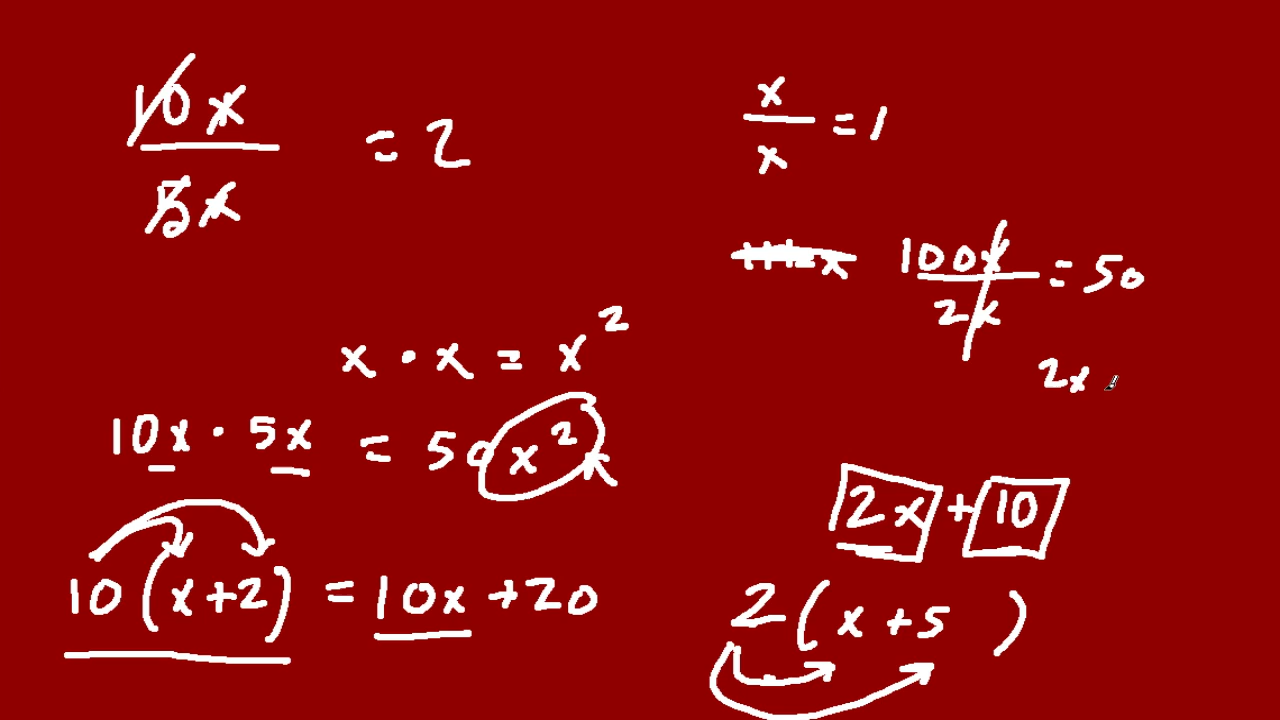 10x/5x = 2
x/x = 1
100x/2x = 50
x · x = x²
2x
10x · 5x = 50x²
2x + 10
10(x+2) = 10x + 20
2(x+5)